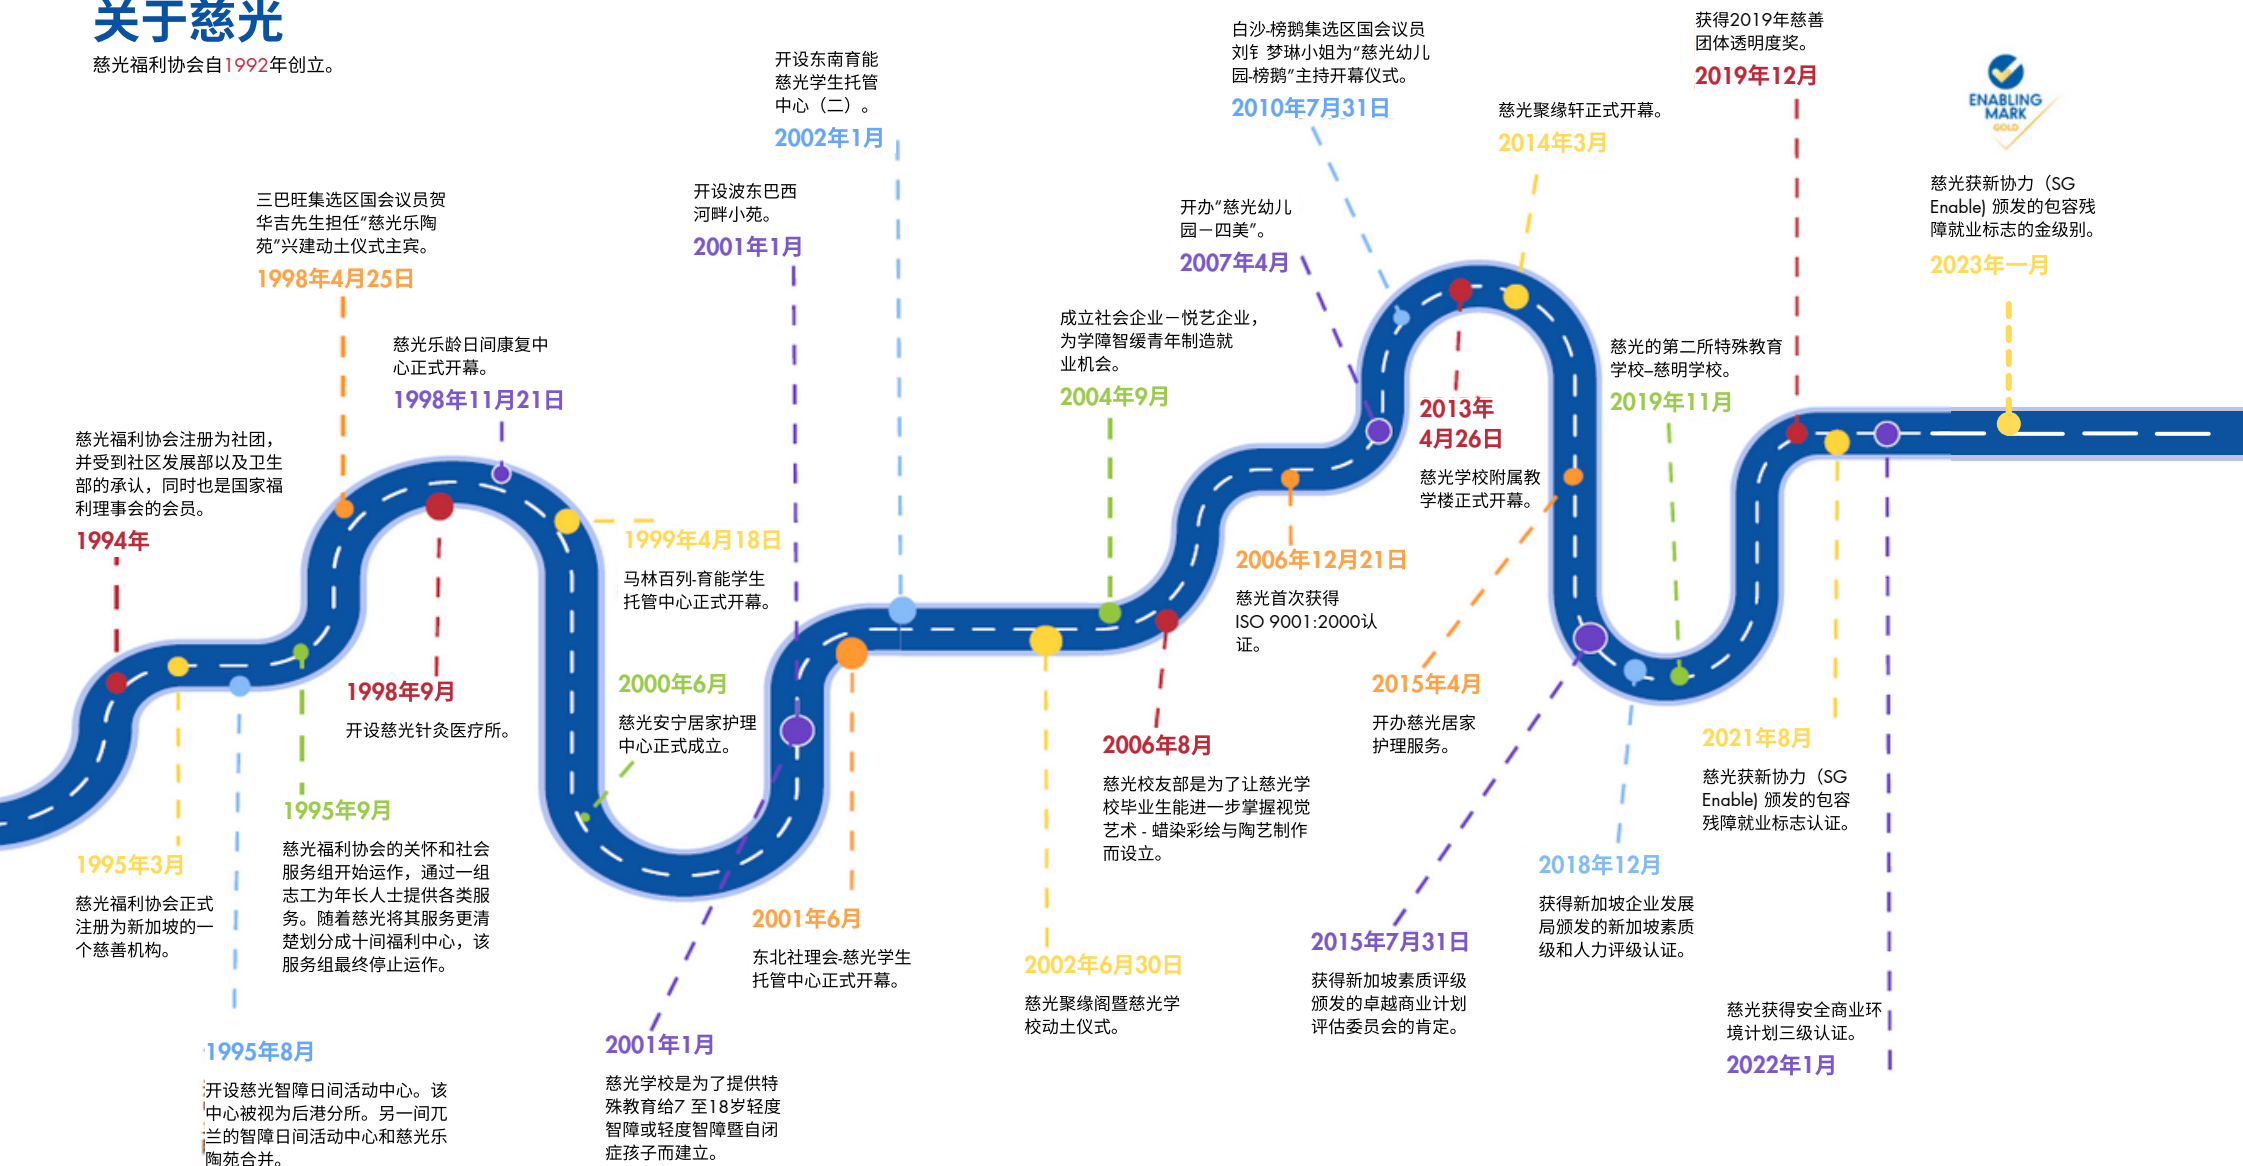 关于慈光
慈光福利协会自1992年创立。
慈光福利协会注册为社团，
并受到社区发展部以及卫生
部的承认，同时也是国家福
利理事会的会员。
1994年
1995年3月
慈光福利协会正式
注册为新加坡的一
个慈善机构。
1995年8月
开设慈光智障日间活动中心。该
中心被视为后港分所。另一间兀
兰的智障日间活动中心和慈光乐
陶苑合并。
1995年9月
慈光福利协会的关怀和社会
服务组开始运作，通过一组
志工为年长人士提供各类服
务。随着慈光将其服务更清
楚划分成十间福利中心，该
服务组最终停止运作。
三巴旺集选区国会议员贺
华吉先生担任“慈光乐陶
苑”兴建动土仪式主宾。
1998年4月25日
1998年9月
开设慈光针灸医疗所。
慈光乐龄日间康复中
心正式开幕。
1998年11月21日
1999年4月18日
马林百列-育能学生
托管中心正式开幕。
2000年6月
慈光安宁居家护理
中心正式成立。
开设波东巴西
河畔小苑。
2001年1月
2001年1月
慈光学校是为了提供特
殊教育给7 至18岁轻度
智障或轻度智障暨自闭
症孩子而建立。
2001年6月
东北社理会-慈光学生
托管中心正式开幕。
开设东南育能
慈光学生托管
中心（二）。
2002年1月
2002年6月30日
慈光聚缘阁暨慈光学
校动土仪式。
成立社会企业－悦艺企业，
为学障智缓青年制造就
业机会。
2004年9月
2006年8月
慈光校友部是为了让慈光学
校毕业生能进一步掌握视觉
艺术 - 蜡染彩绘与陶艺制作
而设立。
2006年12月21日
慈光首次获得
ISO 9001:2000认
证。
开办“慈光幼儿
园－四美”。
2007年4月
白沙-榜鹅集选区国会议员
刘钅梦琳小姐为“慈光幼儿
园-榜鹅”主持开幕仪式。
2010年7月31日
2013年
4月26日
慈光学校附属教
学楼正式开幕。
慈光聚缘轩正式开幕。
2014年3月
2015年4月
开办慈光居家
护理服务。
2015年7月31日
获得新加坡素质评级
颁发的卓越商业计划
评估委员会的肯定。
2018年12月
获得新加坡企业发展
局颁发的新加坡素质
级和人力评级认证。
慈光的第二所特殊教育
学校–慈明学校。
2019年11月
获得2019年慈善
团体透明度奖。
2019年12月
2021年8月
慈光获新协力（SG
Enable) 颁发的包容
残障就业标志认证。
慈光获得安全商业环
境计划三级认证。
2022年1月
ENABLING
MARK
GOLD
慈光获新协力（SG
Enable) 颁发的包容残
障就业标志的金级别。
2023年一月